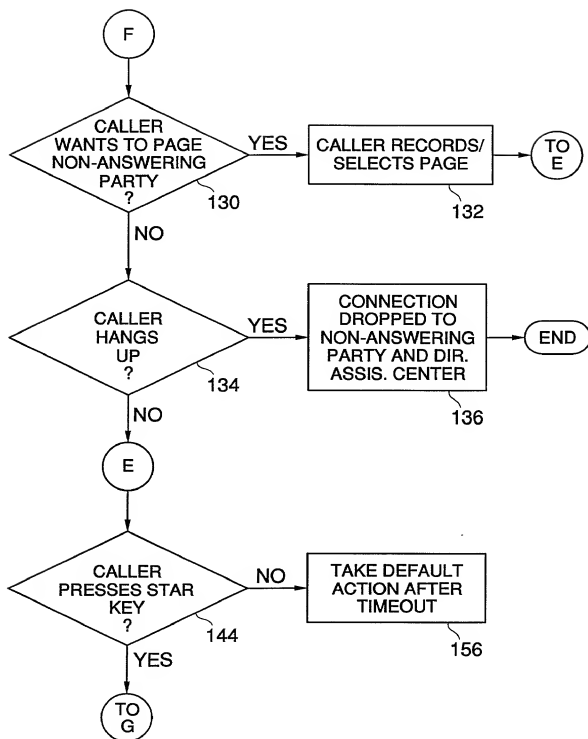 F
CALLER
WANTS TO PAGE
NON-ANSWERING
PARTY
?
130
YES
CALLER RECORDS/
SELECTS PAGE
132
TO
E
NO
CALLER
HANGS
UP
?
134
YES
CONNECTION
DROPPED TO
NON-ANSWERING
PARTY AND DIR.
ASSIS. CENTER
136
END
NO
E
CALLER
PRESSES STAR
KEY
?
144
NO
TAKE DEFAULT
ACTION AFTER
TIMEOUT
156
YES
TO
G